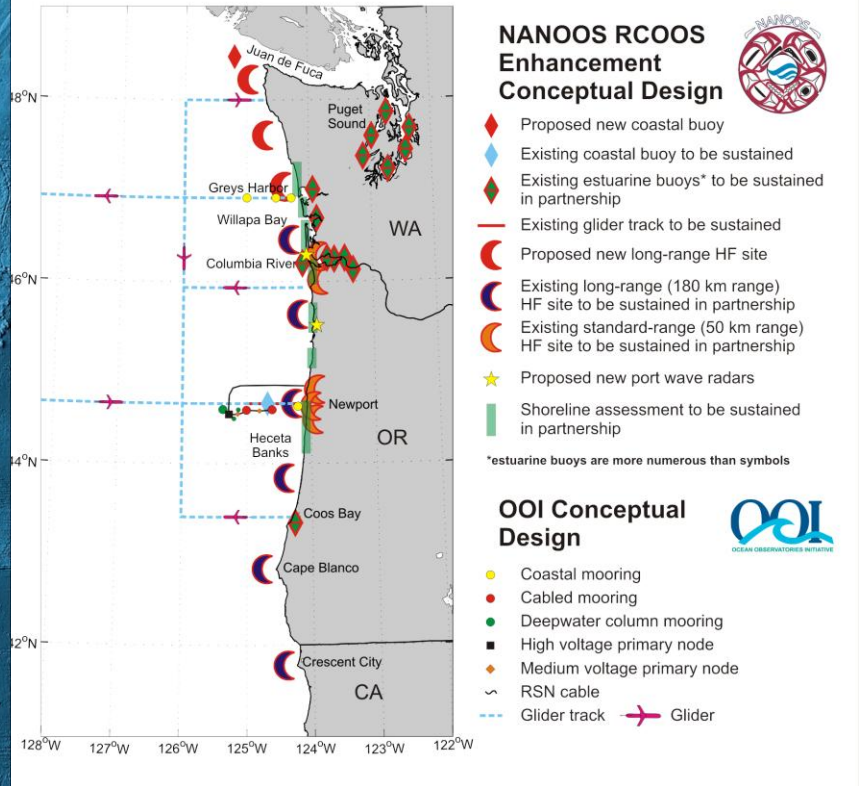 NANOOS RCOOS
Enhancement
Conceptual Design
NANOOS
Proposed new coastal buoy
Existing coastal buoy to be sustained
Existing estuarine buoys* to be sustained
in partnership
Existing glider track to be sustained
Proposed new long-range HF site
Existing long-range (180 km range)
HF site to be sustained in partnership
Existing standard-range (50 km range)
HF site to be sustained in partnership
Proposed new port wave radars
Shoreline assessment to be sustained
in partnership
*estuarine buoys are more numerous than symbols
OOI Conceptual
Design
OOI
OCEAN OBSERVATORIES INITIATIVE
Coastal mooring
Cabled mooring
Deepwater column mooring
High voltage primary node
Medium voltage primary node
RSN cable
Glider track
Glider
Juan de Fuca
Puget
Sound
Greys Harbor
Willapa Bay
WA
Columbia River
Newport
OR
Heceta
Banks
Coos Bay
Cape Blanco
Crescent City
CA
8°N
6°N
4°N
2°N
128°W
127°W
126°W
125°W
124°W
123°W
122°W